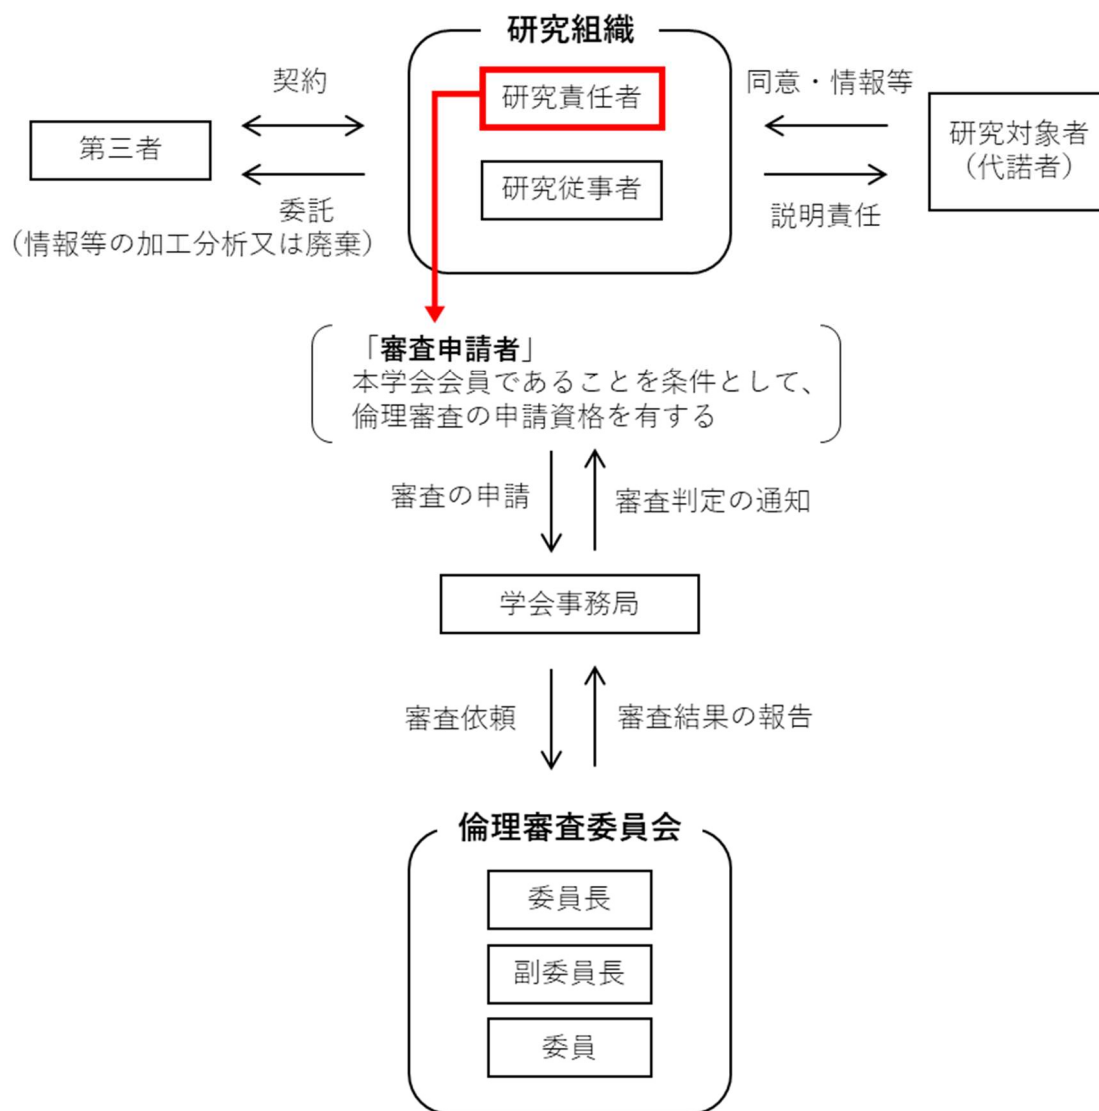 研究組織
研究責任者
研究従事者
契約
第三者
委託
(情報等の加工分析又は廃棄)
同意・情報等
研究対象者
(代諾者)
説明責任
「審査申請者」
本学会会員であることを条件として、
倫理審査の申請資格を有する
審査の申請
審査判定の通知
学会事務局
審査依頼
審査結果の報告
倫理審査委員会
委員長
副委員長
委員